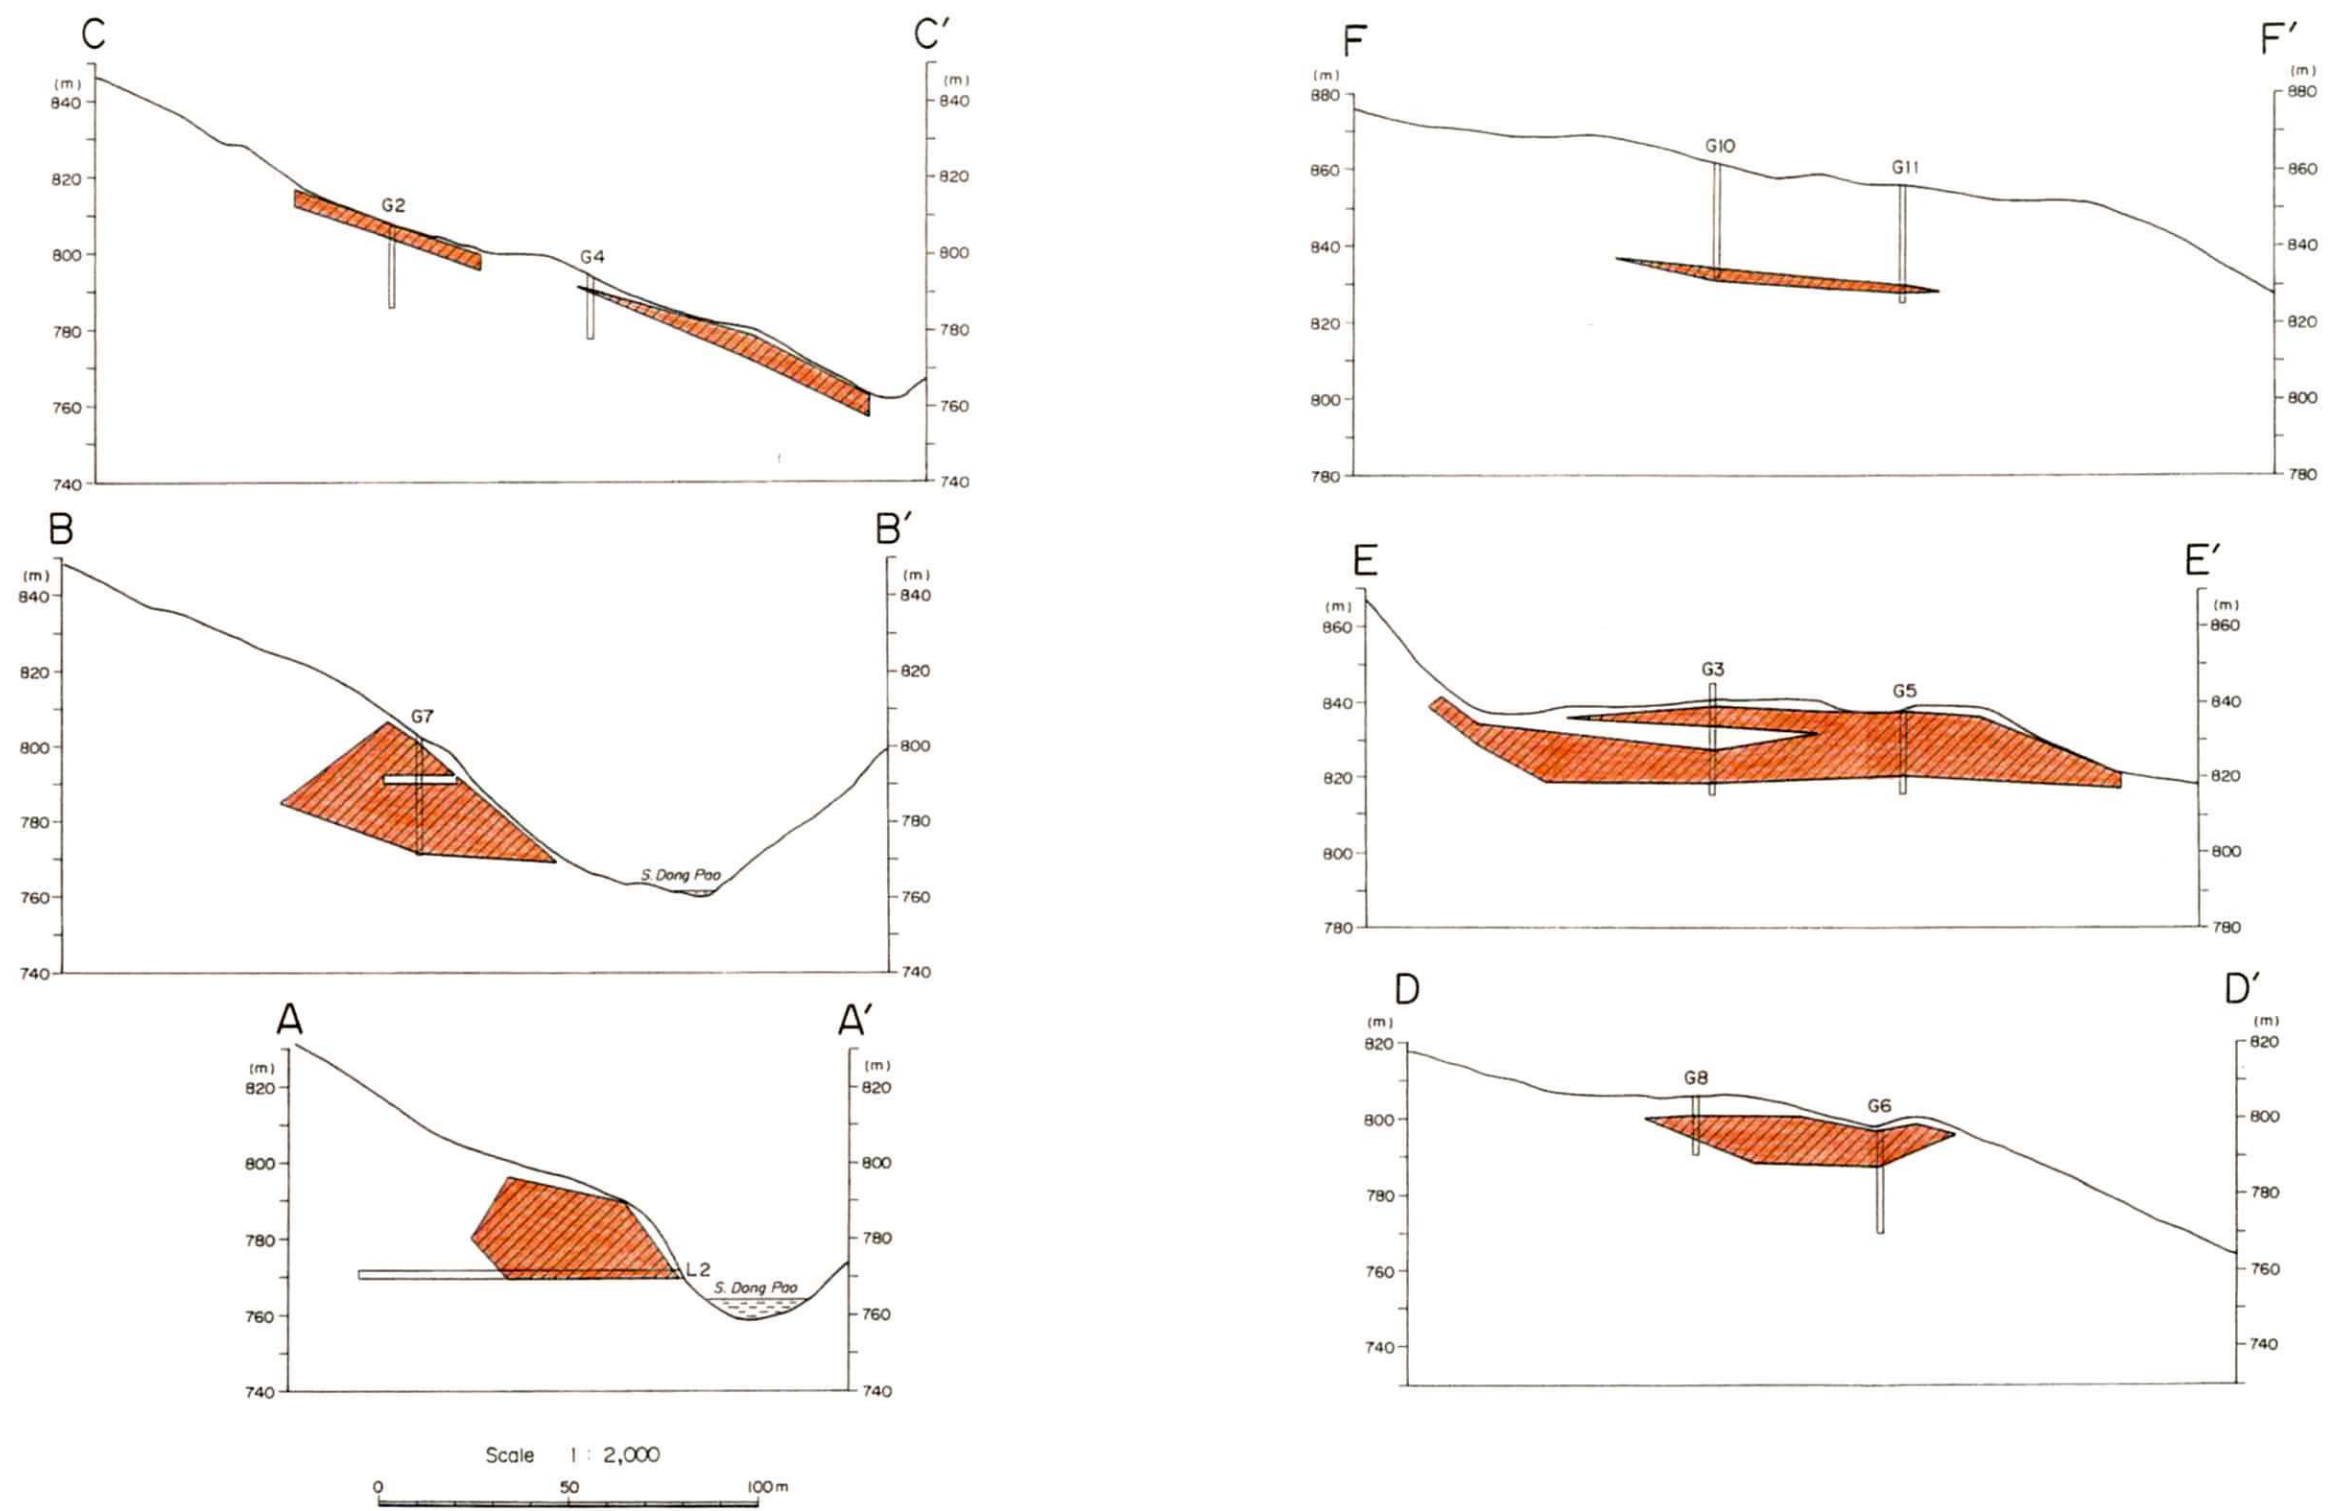 C C′
(m) (m)
840 840
820 820
G2
800 800
G4
780 780
760 760
740 740
B B′
(m) (m)
840 840
820 820
G7
800 800
780 780
S. Dong Pao
760 760
740 740
A A′
(m) (m)
820 820
800 800
780 780
L2
S. Dong Pao
760 760
740 740
Scale 1 : 2,000
0 50 100m
F F′
(m) (m)
880 880
G10
860 860
G11
840 840
820 820
800 800
780 780
E E′
(m) (m)
860 860
G3
G5
840 840
820 820
800 800
780 780
D D′
(m) (m)
820 820
G8
G6
800 800
780 780
760 760
740 740